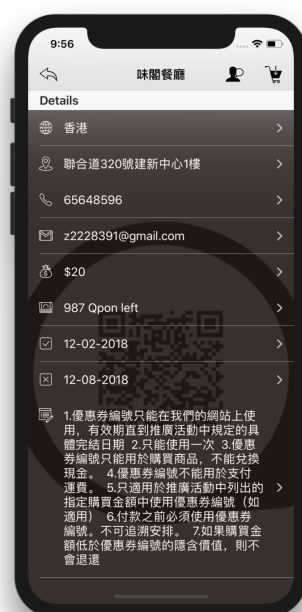 9:56
味閣餐廳
Details
香港
聯合道320號建新中心1樓
65648596
z2228391@gmail.com
$20
987 Qpon left
12-02-2018
12-08-2018
1.優惠券編號只能在我們的網站上使
用，有效期直到推廣活動中規定的具
體完結日期 2.只能使用一次 3.優惠
券編號只能用於購買商品，不能兌換
現金。 4.優惠券編號不能用於支付
運費。 5.只適用於推廣活動中列出的
指定購買金額中使用優惠券編號（如
適用） 6.付款之前必須使用優惠券
編號。不可追溯安排。 7.如果購買金
額低於優惠券編號的隱含價值，則不
會退還